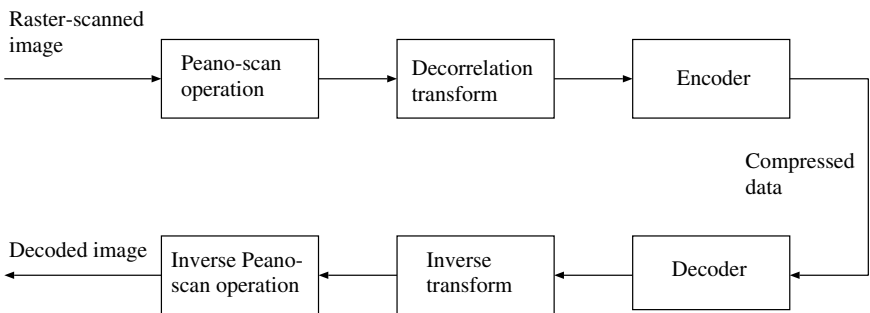 Raster-scanned
image
Peano-scan
operation
Decorrelation
transform
Encoder
Compressed
data
Decoded image
Inverse Peano-
scan operation
Inverse
transform
Decoder